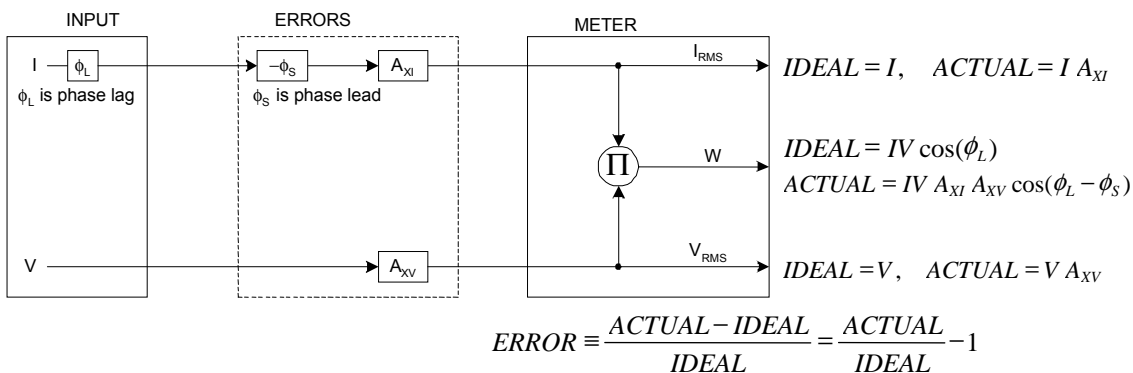 INPUT
ERRORS
METER
I
φL
−φS
AXI
IRMS
IDEAL = I, ACTUAL = I AXI
φL is phase lag
φS is phase lead
Π
W
IDEAL = IV cos(φL)
ACTUAL = IV AXI AXV cos(φL − φS)
V
AXV
VRMS
IDEAL = V, ACTUAL = V AXV
ERROR ≡ ACTUAL − IDEAL / IDEAL = ACTUAL / IDEAL − 1